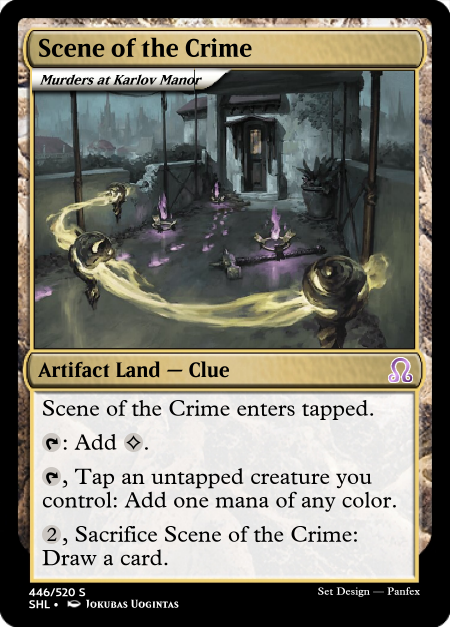 Scene of the Crime
Murders at Karlov Manor
Artifact Land — Clue
Scene of the Crime enters tapped.
: Add .
, Tap an untapped creature you
control: Add one mana of any color.
2, Sacrifice Scene of the Crime:
Draw a card.
446/520 S
Set Design — Panfex
SHL • Jokubas Uogintas